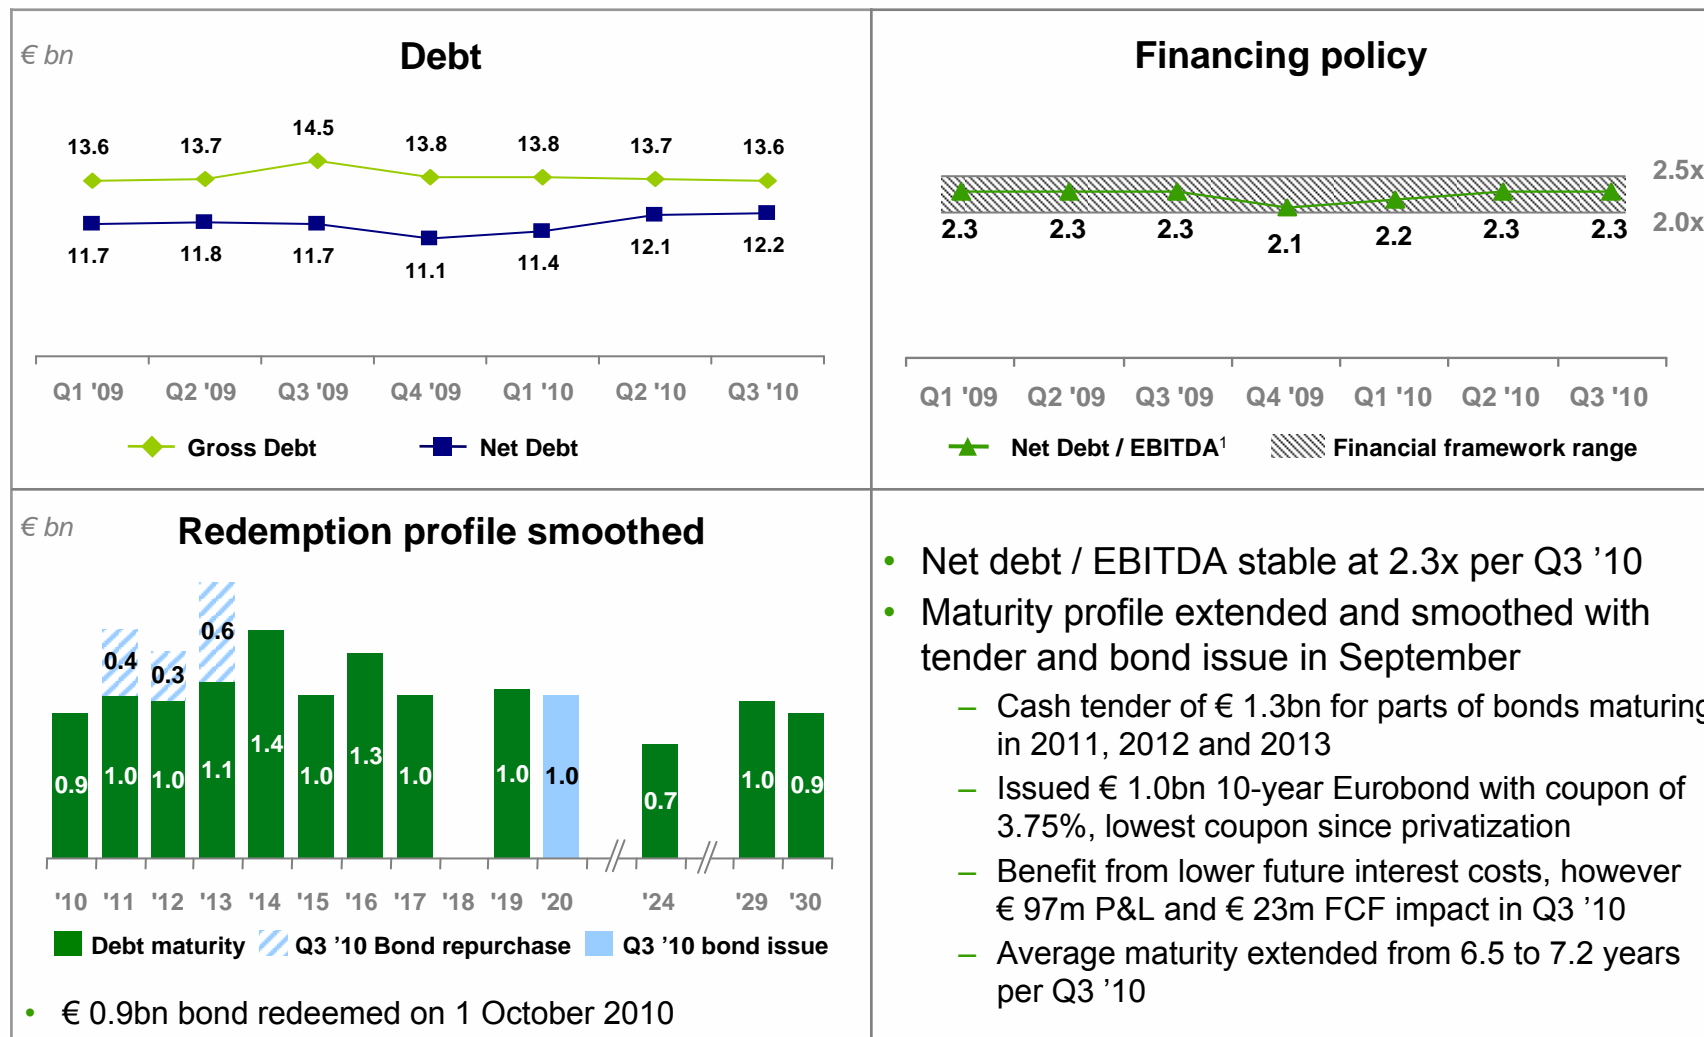 € bn
Debt
13.6 13.7 14.5 13.8 13.8 13.7 13.6
11.7 11.8 11.7 11.1 11.4 12.1 12.2
Q1 '09 Q2 '09 Q3 '09 Q4 '09 Q1 '10 Q2 '10 Q3 '10
Gross Debt Net Debt
Financing policy
2.5x
2.0x
2.3 2.3 2.3 2.1 2.2 2.3 2.3
Q1 '09 Q2 '09 Q3 '09 Q4 '09 Q1 '10 Q2 '10 Q3 '10
Net Debt / EBITDA¹ Financial framework range
€ bn
Redemption profile smoothed
0.4 0.3 0.6
0.9 1.0 1.0 1.1 1.4 1.0 1.3 1.0 1.0 1.0 0.7 1.0 0.9
'10 '11 '12 '13 '14 '15 '16 '17 '18 '19 '20 '24 '29 '30
Debt maturity Q3 ’10 Bond repurchase Q3 ’10 bond issue
• € 0.9bn bond redeemed on 1 October 2010
• Net debt / EBITDA stable at 2.3x per Q3 ’10
• Maturity profile extended and smoothed with
tender and bond issue in September
– Cash tender of € 1.3bn for parts of bonds maturing
in 2011, 2012 and 2013
– Issued € 1.0bn 10-year Eurobond with coupon of
3.75%, lowest coupon since privatization
– Benefit from lower future interest costs, however
€ 97m P&L and € 23m FCF impact in Q3 ’10
– Average maturity extended from 6.5 to 7.2 years
per Q3 ’10